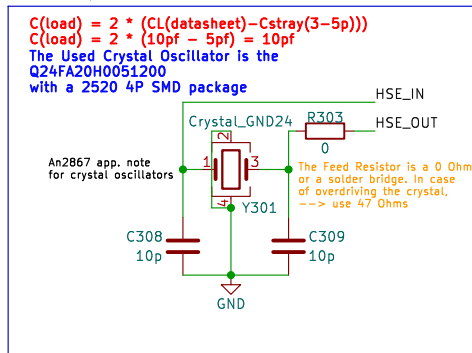 C(load) = 2 * (CL(datasheet)-Cstray(3-5p)))
C(load) = 2 * (10pf - 5pf) = 10pf
The Used Crystal Oscillator is the
Q24FA20H0051200
with a 2520 4P SMD package
HSE_IN
Crystal_GND24
R303
HSE_OUT
0
2
1
3
4
An2867 app. note
for crystal oscillators
The Feed Resistor is a 0 Ohm
or a solder bridge. In case
of overdriving the crystal,
--> use 47 Ohms
Y301
C308
10p
C309
10p
GND